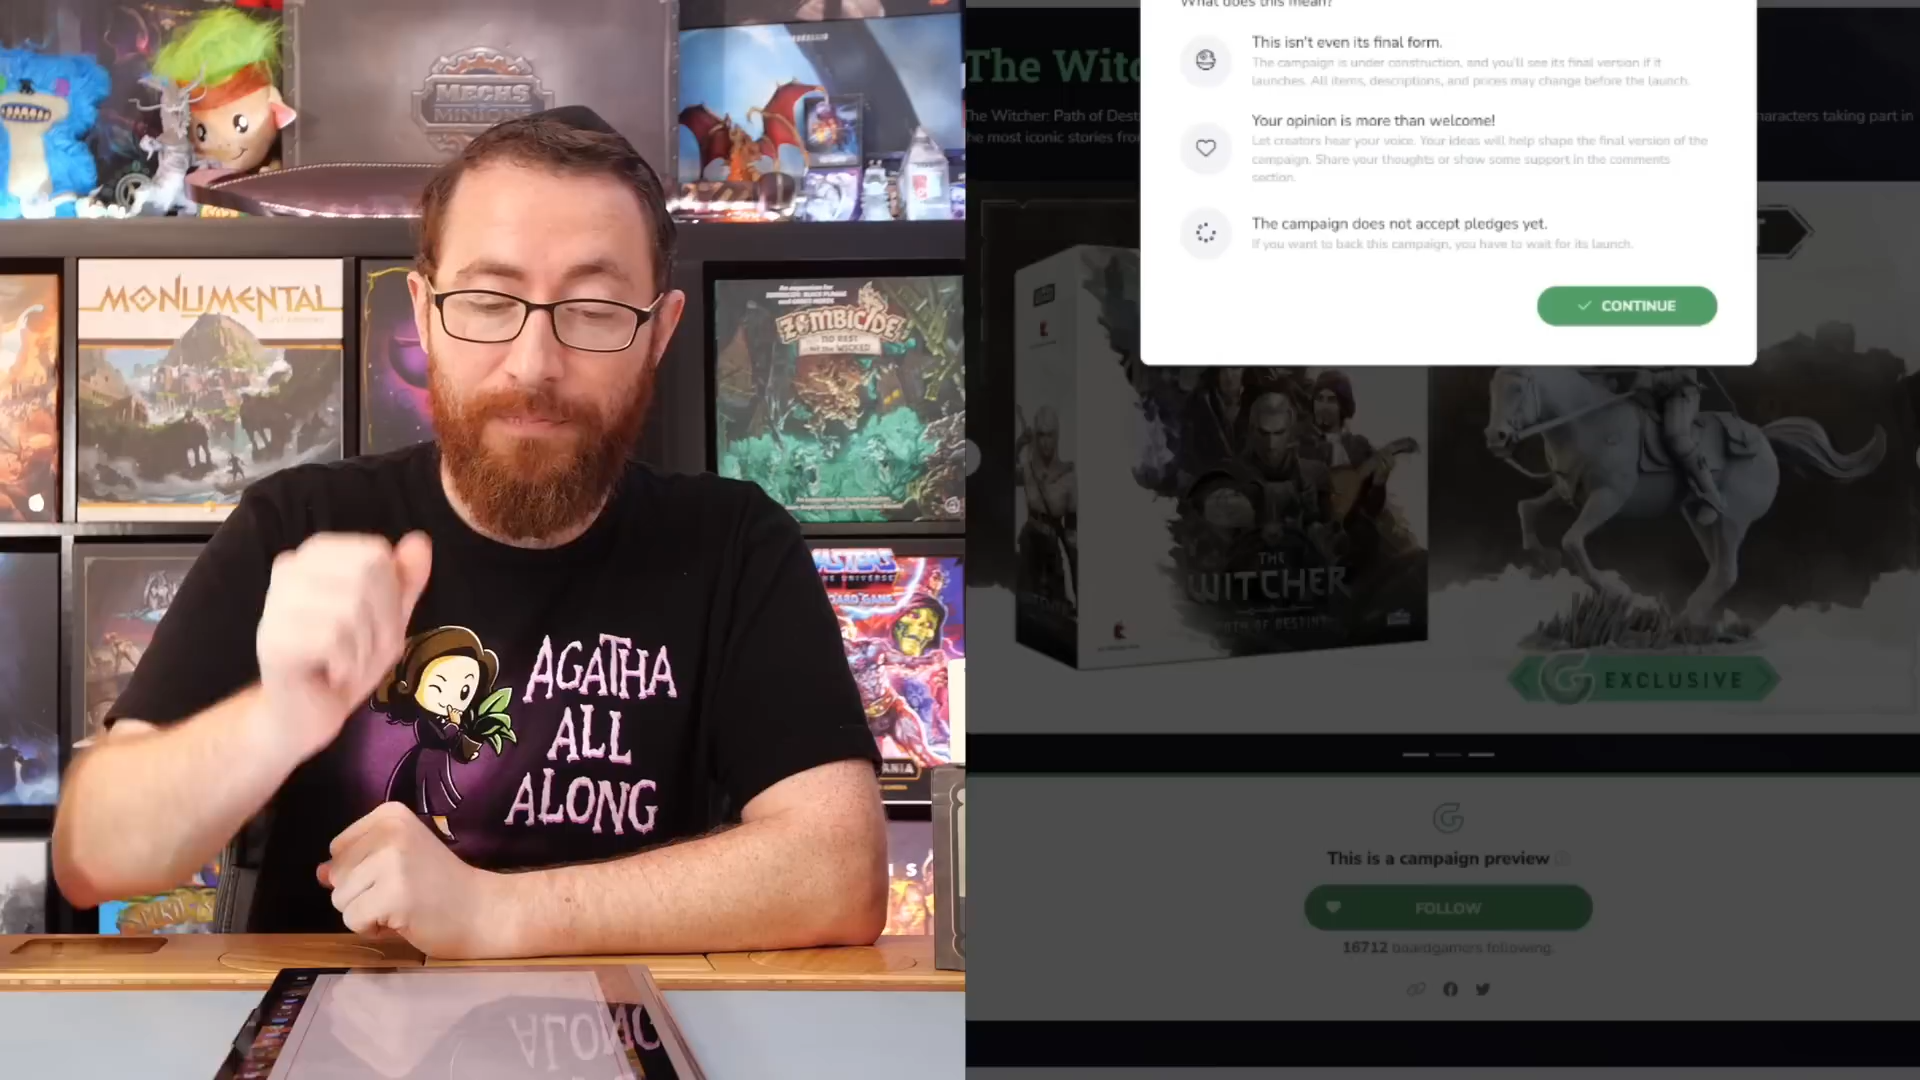 MECHS
MINIONS
MONUMENTAL
An expansion for
ZOMBICIDE
NO REST
FOR THE WICKED
MASTERS
OF THE UNIVERSE
BOARD GAME
AGATHA
ALL
ALONG
ALONG
What does this mean?
This isn't even its final form.
The campaign is under construction, and you'll see its final version if it
launches. All items, descriptions, and prices may change before the launch.
Your opinion is more than welcome!
Let creators hear your voice. Your ideas will help shape the final version of the
campaign. Share your thoughts or show some support in the comments
section.
The campaign does not accept pledges yet.
If you want to back this campaign, you have to wait for its launch.
CONTINUE
The Witc
The Witcher: Path of Dest
haracters taking part in
he most iconic stories fro
THE
WITCHER
PATH OF DESTINY
EXCLUSIVE
This is a campaign preview
FOLLOW
16712 boardgamers following.